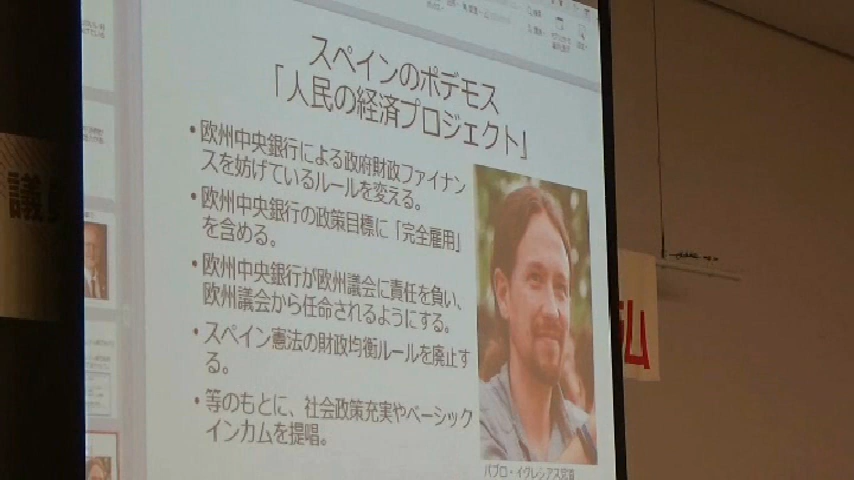 スペインのポデモス
「人民の経済プロジェクト」
•欧州中央銀行による政府財政ファイナン
スを妨げているルールを変える。
•欧州中央銀行の政策目標に「完全雇用」
を含める。
•欧州中央銀行が欧州議会に責任を負い、
欧州議会から任命されるようにする。
•スペイン憲法の財政均衡ルールを廃止す
る。
•等のもとに、社会政策充実やベーシック
インカムを提唱。
パブロ・イグレシアス党首
議
弘